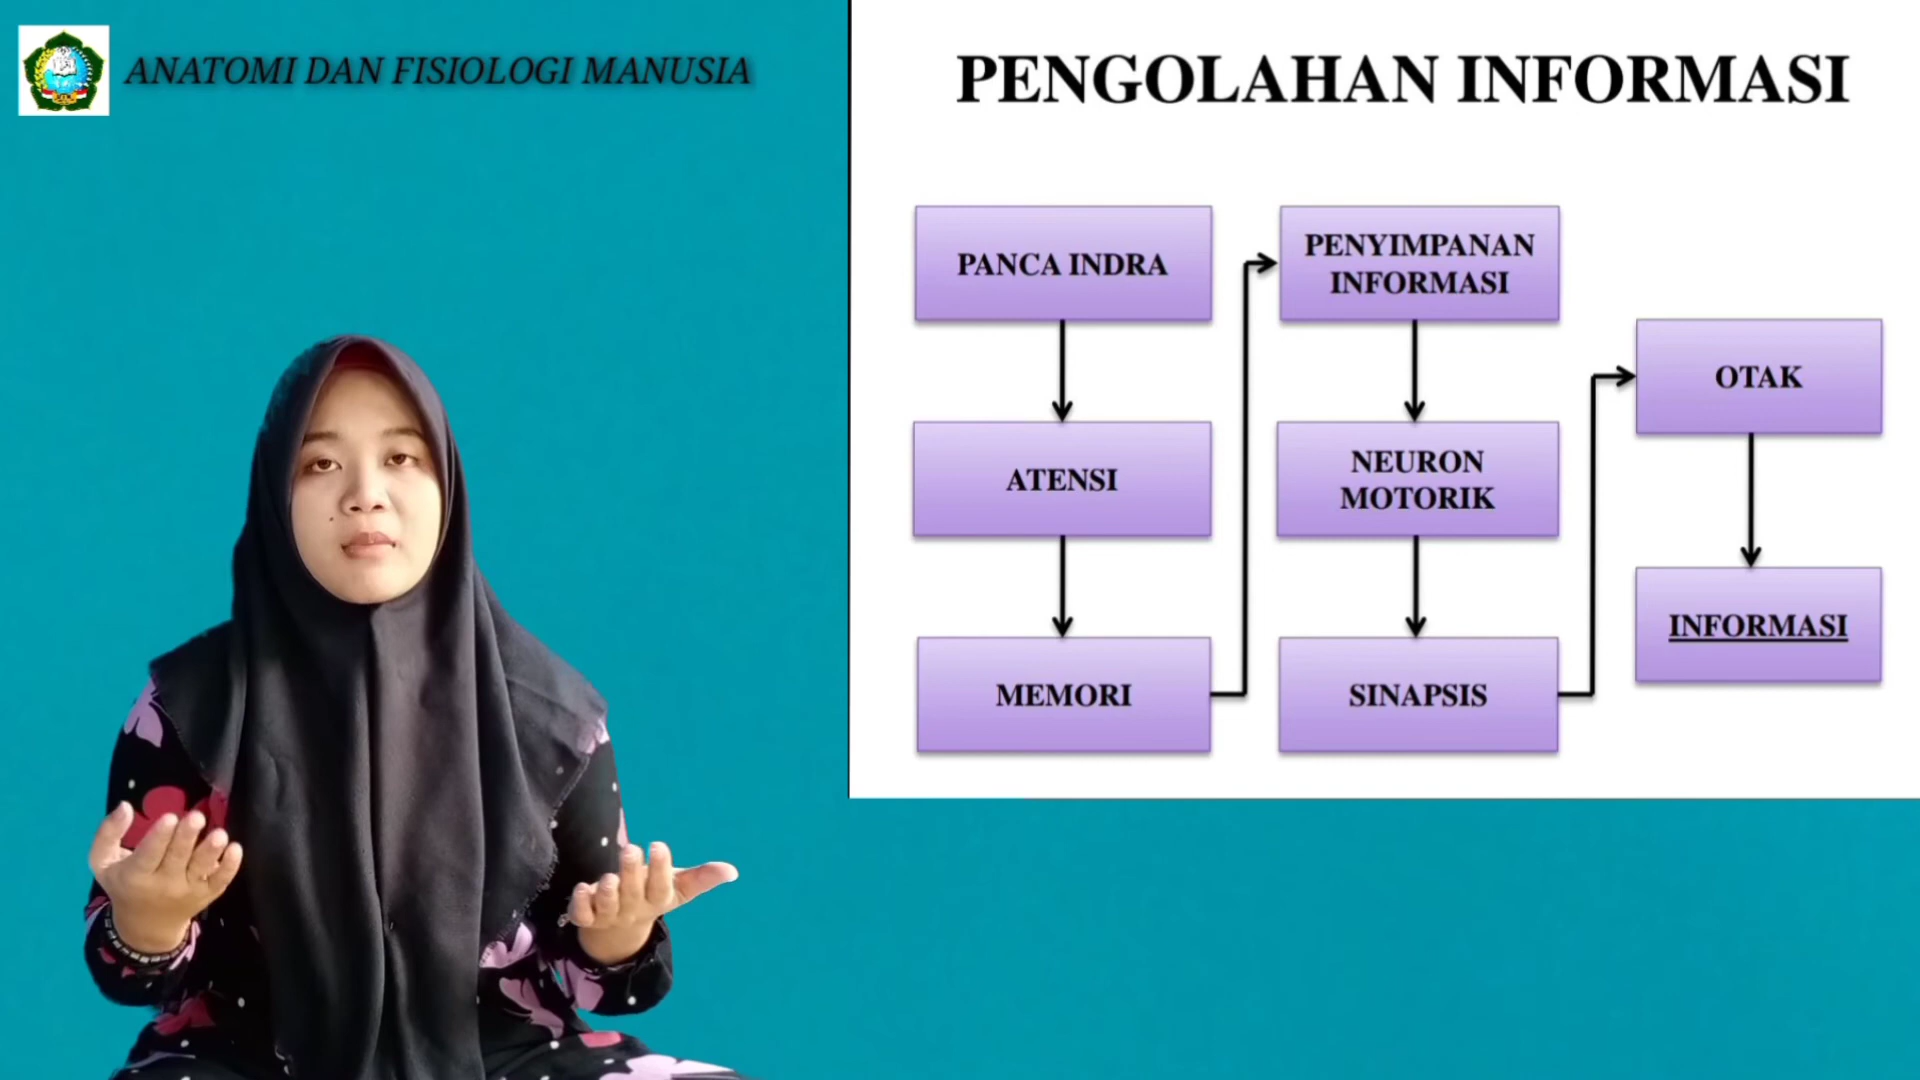 ANATOMI DAN FISIOLOGI MANUSIA
PENGOLAHAN INFORMASI
PANCA INDRA
ATENSI
MEMORI
PENYIMPANAN
INFORMASI
NEURON
MOTORIK
SINAPSIS
OTAK
INFORMASI